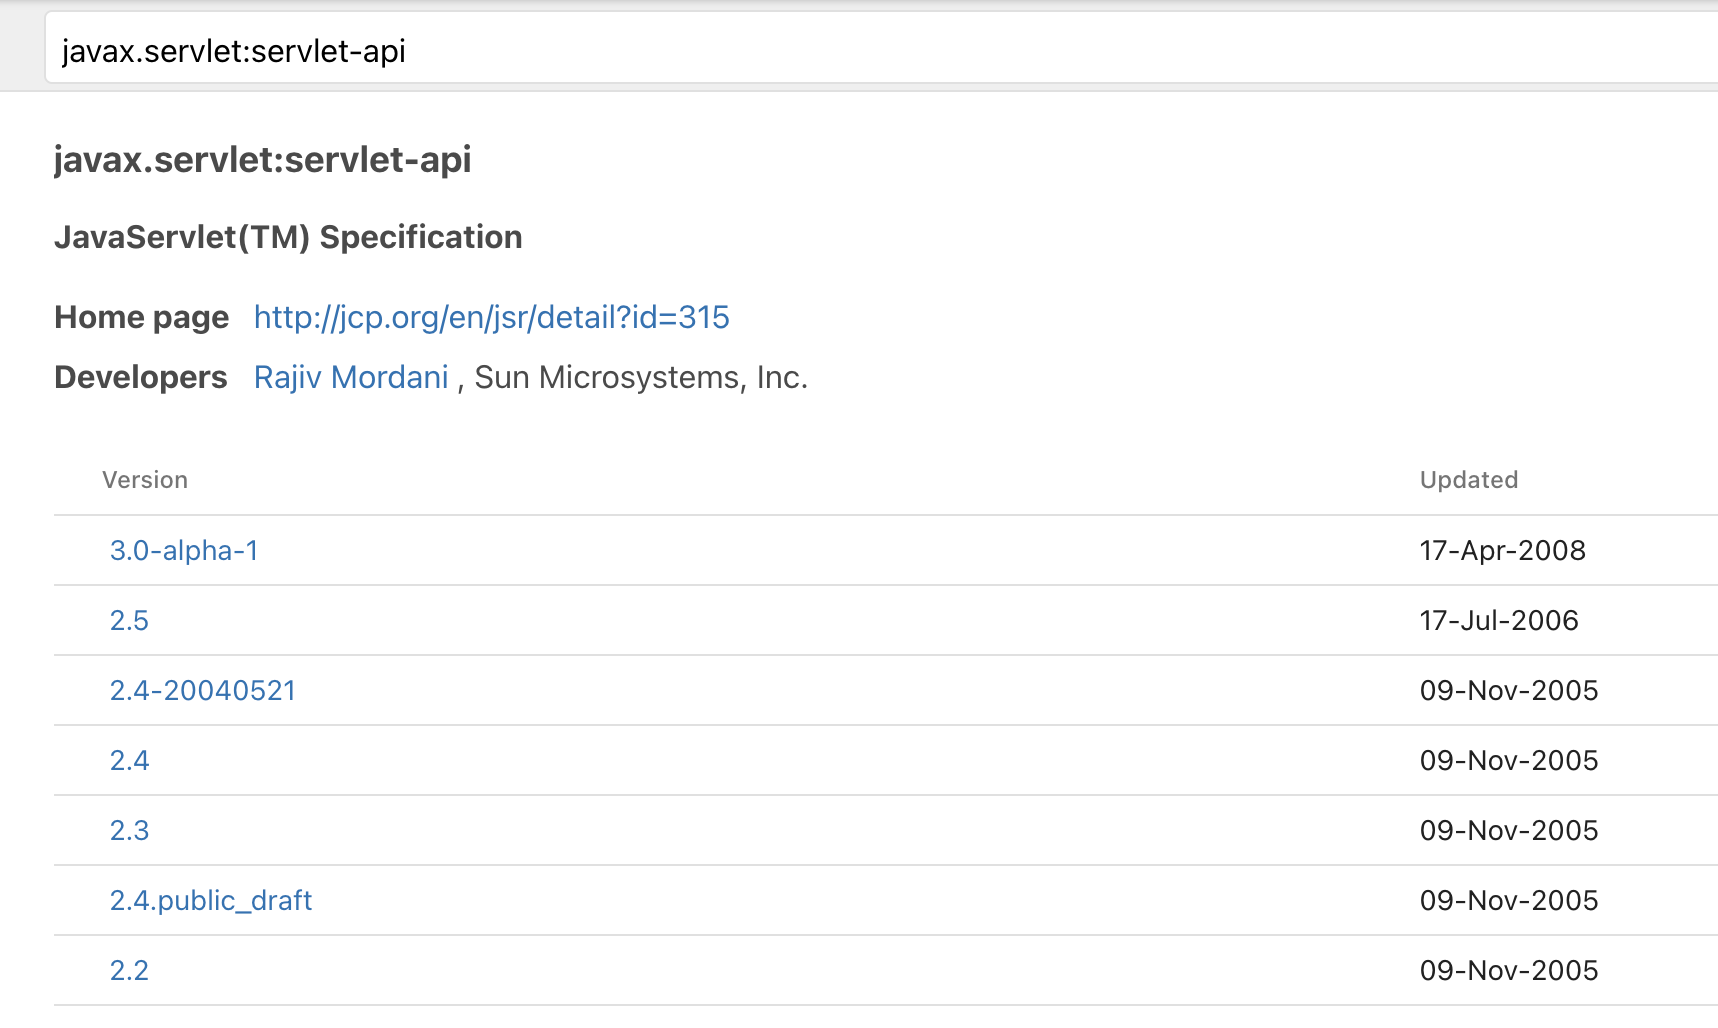 javax.servlet:servlet-api
javax.servlet:servlet-api
JavaServlet(TM) Specification
Home page http://jcp.org/en/jsr/detail?id=315
Developers Rajiv Mordani , Sun Microsystems, Inc.
Version Updated
3.0-alpha-1 17-Apr-2008
2.5 17-Jul-2006
2.4-20040521 09-Nov-2005
2.4 09-Nov-2005
2.3 09-Nov-2005
2.4.public_draft 09-Nov-2005
2.2 09-Nov-2005